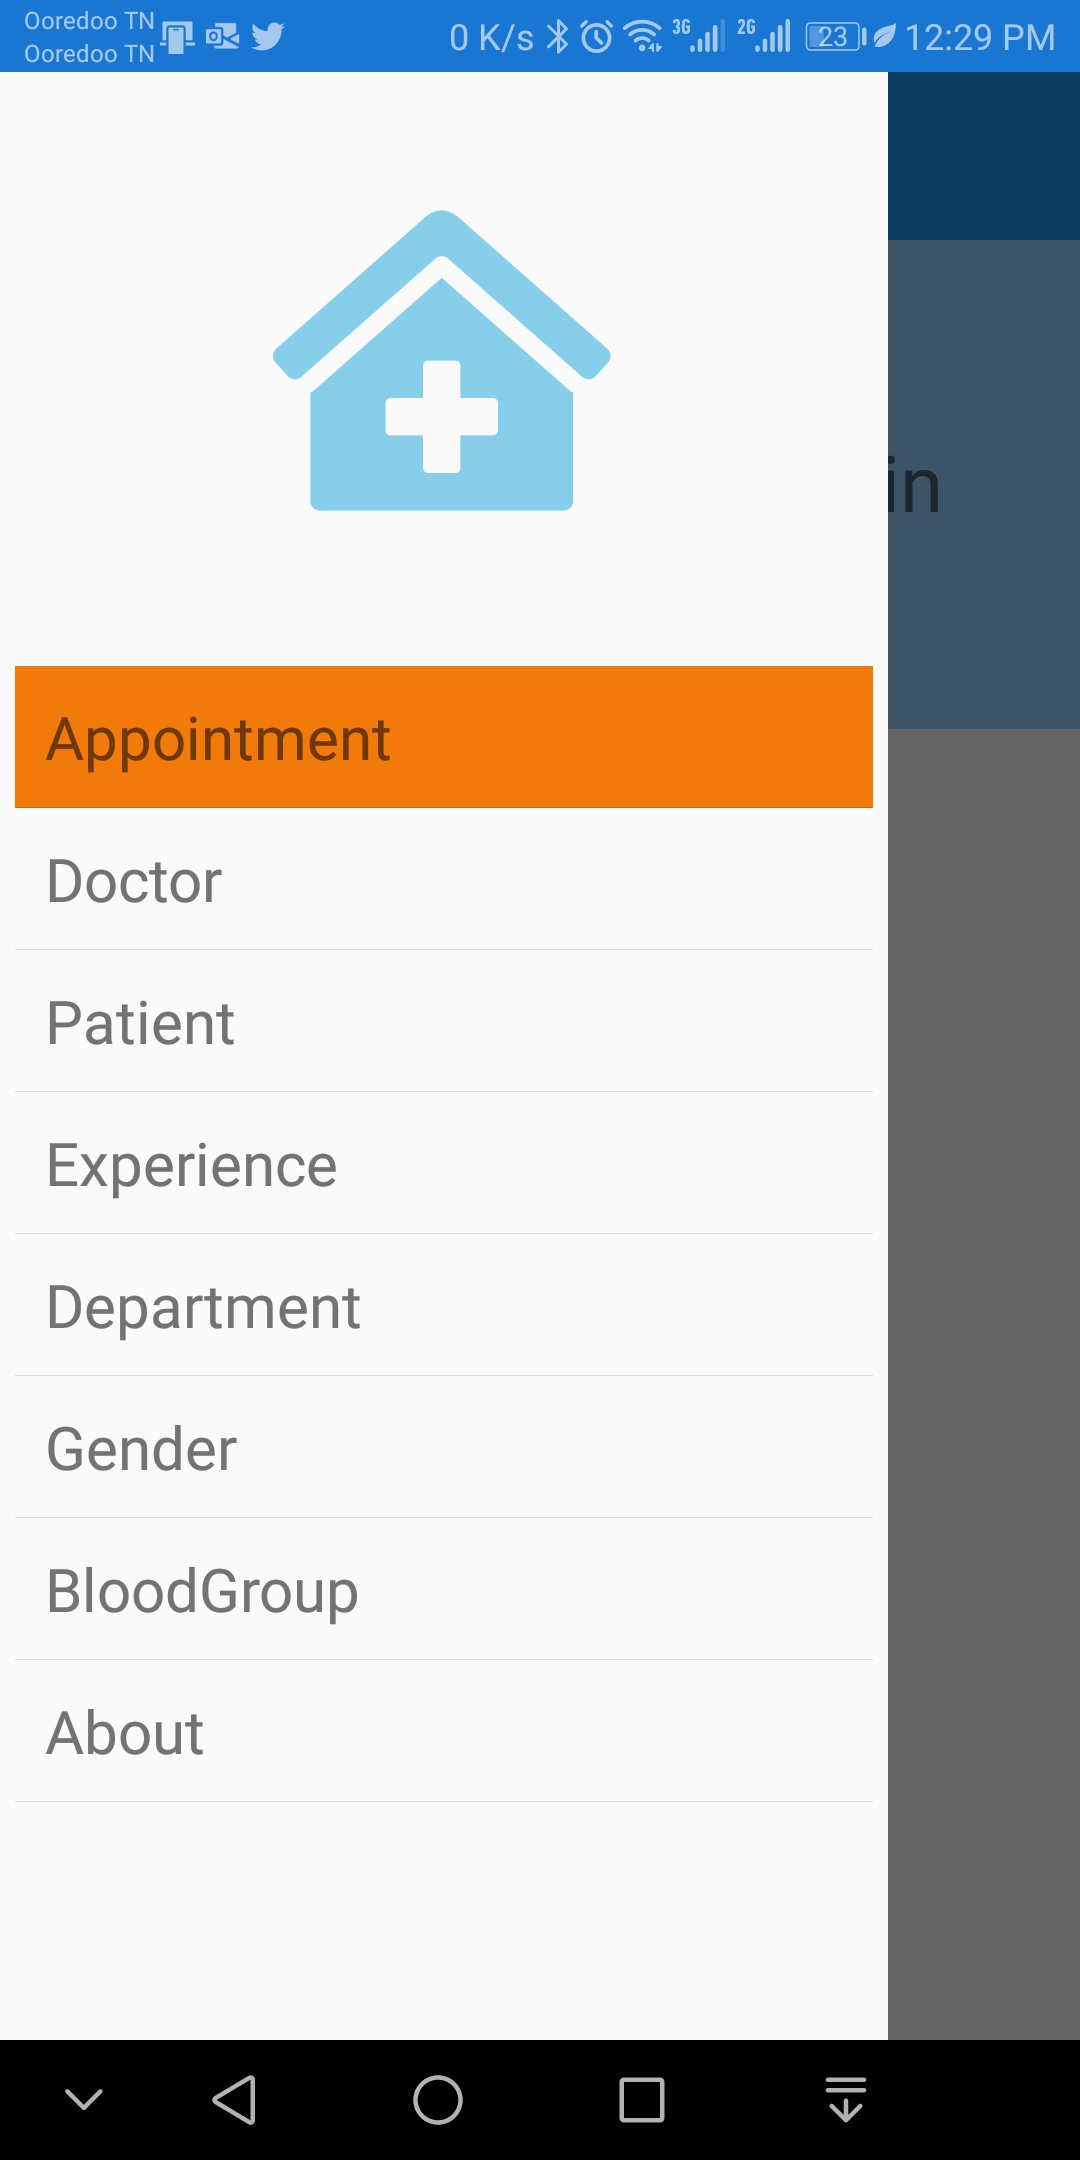 Ooredoo TN
Ooredoo TN
0 K/s 3G 2G 23 12:29 PM
in
Appointment
Doctor
Patient
Experience
Department
Gender
BloodGroup
About